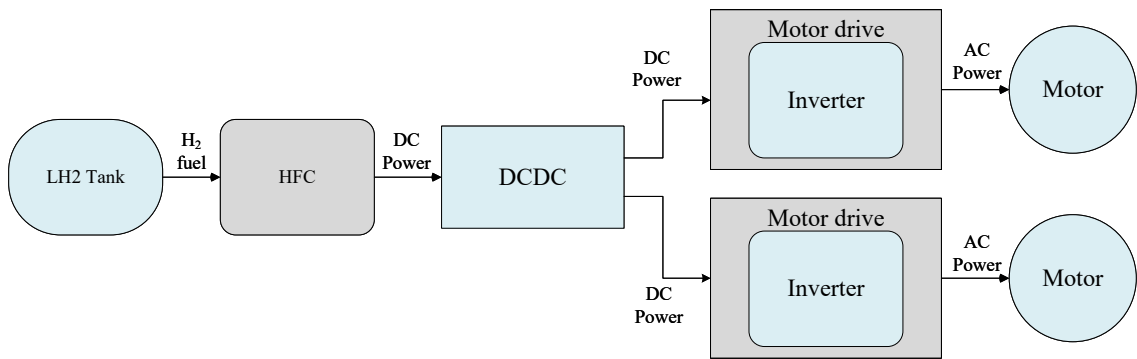 LH2 Tank
H₂
fuel
HFC
DC
Power
DCDC
DC
Power
Motor drive
Inverter
AC
Power
Motor
DC
Power
Motor drive
Inverter
AC
Power
Motor